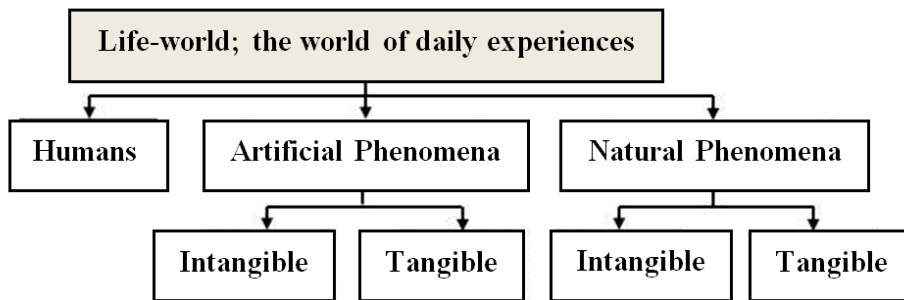 Life-world; the world of daily experiences
Humans
Artificial Phenomena
Natural Phenomena
Intangible
Tangible
Intangible
Tangible